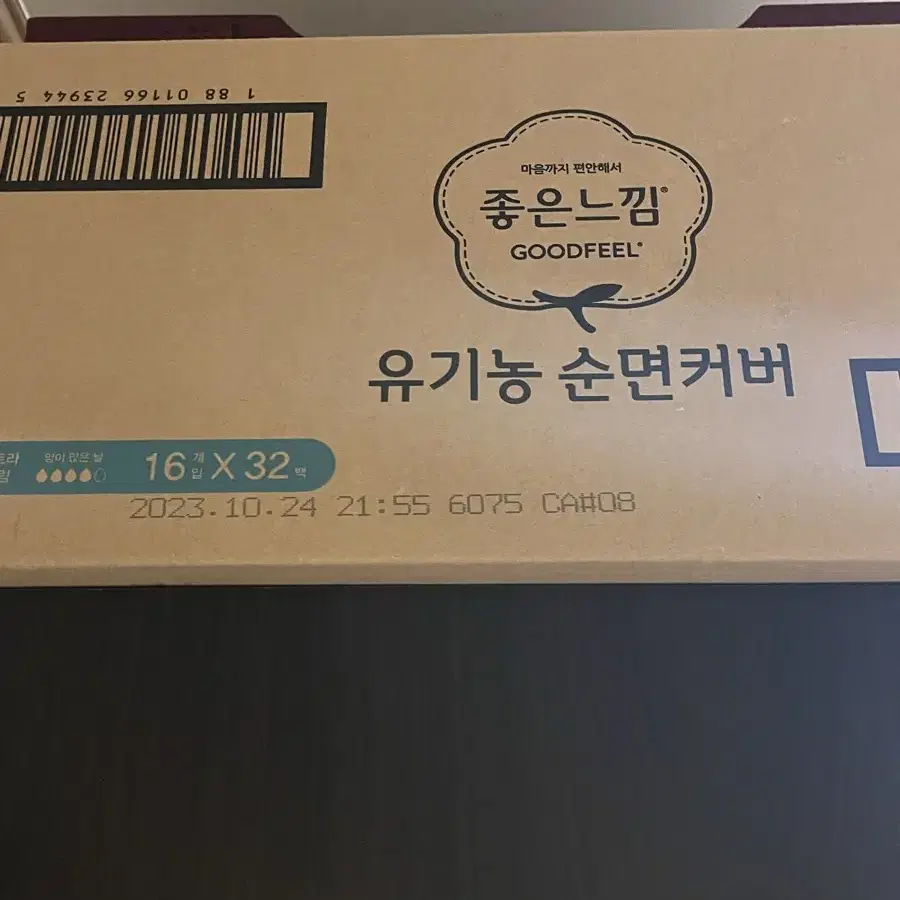 1 88 01166 23944 5
마음까지 편안해서
좋은느낌®
GOODFEEL®
유기농 순면커버
양이 많은 날
16개입 X 32백
2023.10.24 21:55 6075 CA#08